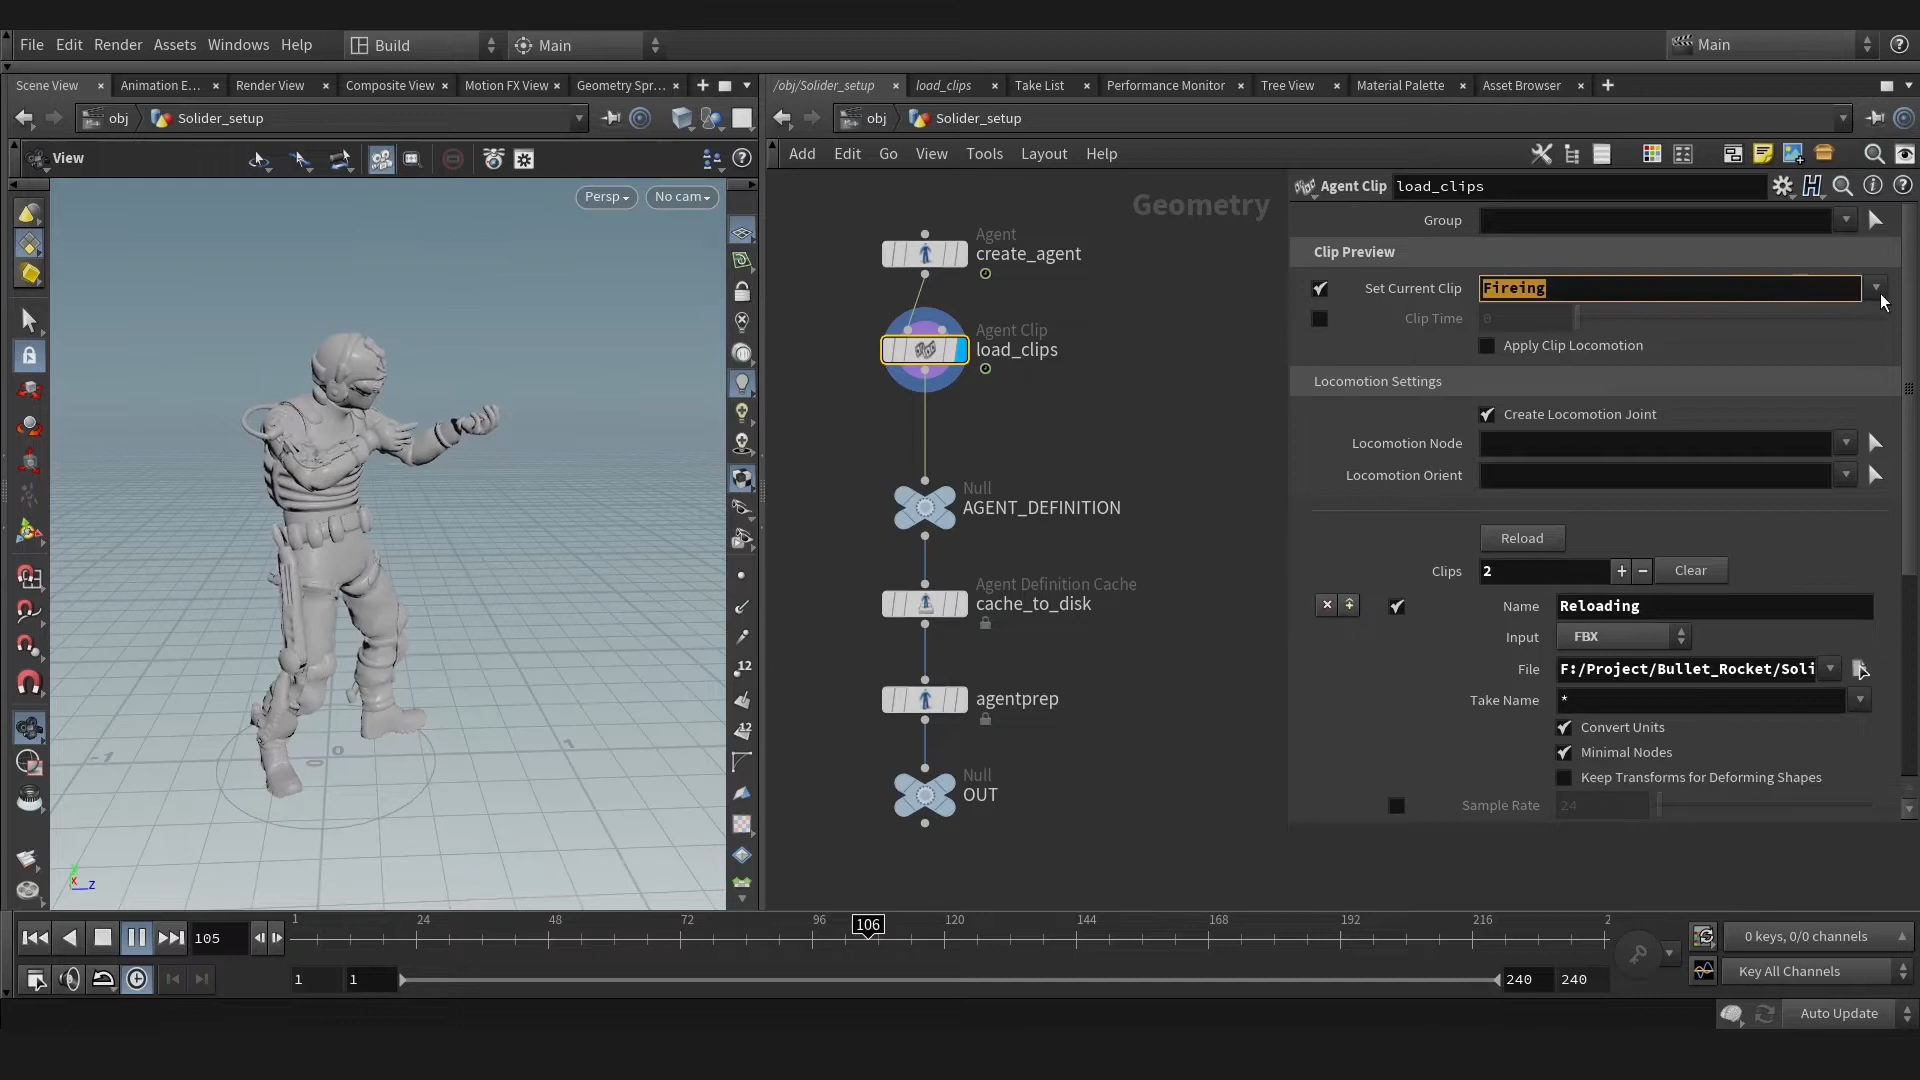 File Edit Render Assets Windows Help Build Main Main
Scene View Animation E... Render View Composite View Motion FX View Geometry Spr...
obj Solider_setup
View
Persp No cam
-1 0 0 1
y x z
12
12
/obj/Solider_setup load_clips Take List Performance Monitor Tree View Material Palette Asset Browser
obj Solider_setup
Add Edit Go View Tools Layout Help
Geometry
Agent
create_agent
Agent Clip
load_clips
Null
AGENT_DEFINITION
Agent Definition Cache
cache_to_disk
agentprep
Null
OUT
Agent Clip load_clips
Group
Clip Preview
Set Current Clip Fireing
Clip Time 0
Apply Clip Locomotion
Locomotion Settings
Create Locomotion Joint
Locomotion Node
Locomotion Orient
Reload
Clips 2 + - Clear
Name Reloading
Input FBX
File F:/Project/Bullet_Rocket/Soli
Take Name *
Convert Units
Minimal Nodes
Keep Transforms for Deforming Shapes
Sample Rate 24
1 24 48 72 96 120 144 168 192 216 2
105 106
0 keys, 0/0 channels
1 1 240 240
Key All Channels
Auto Update